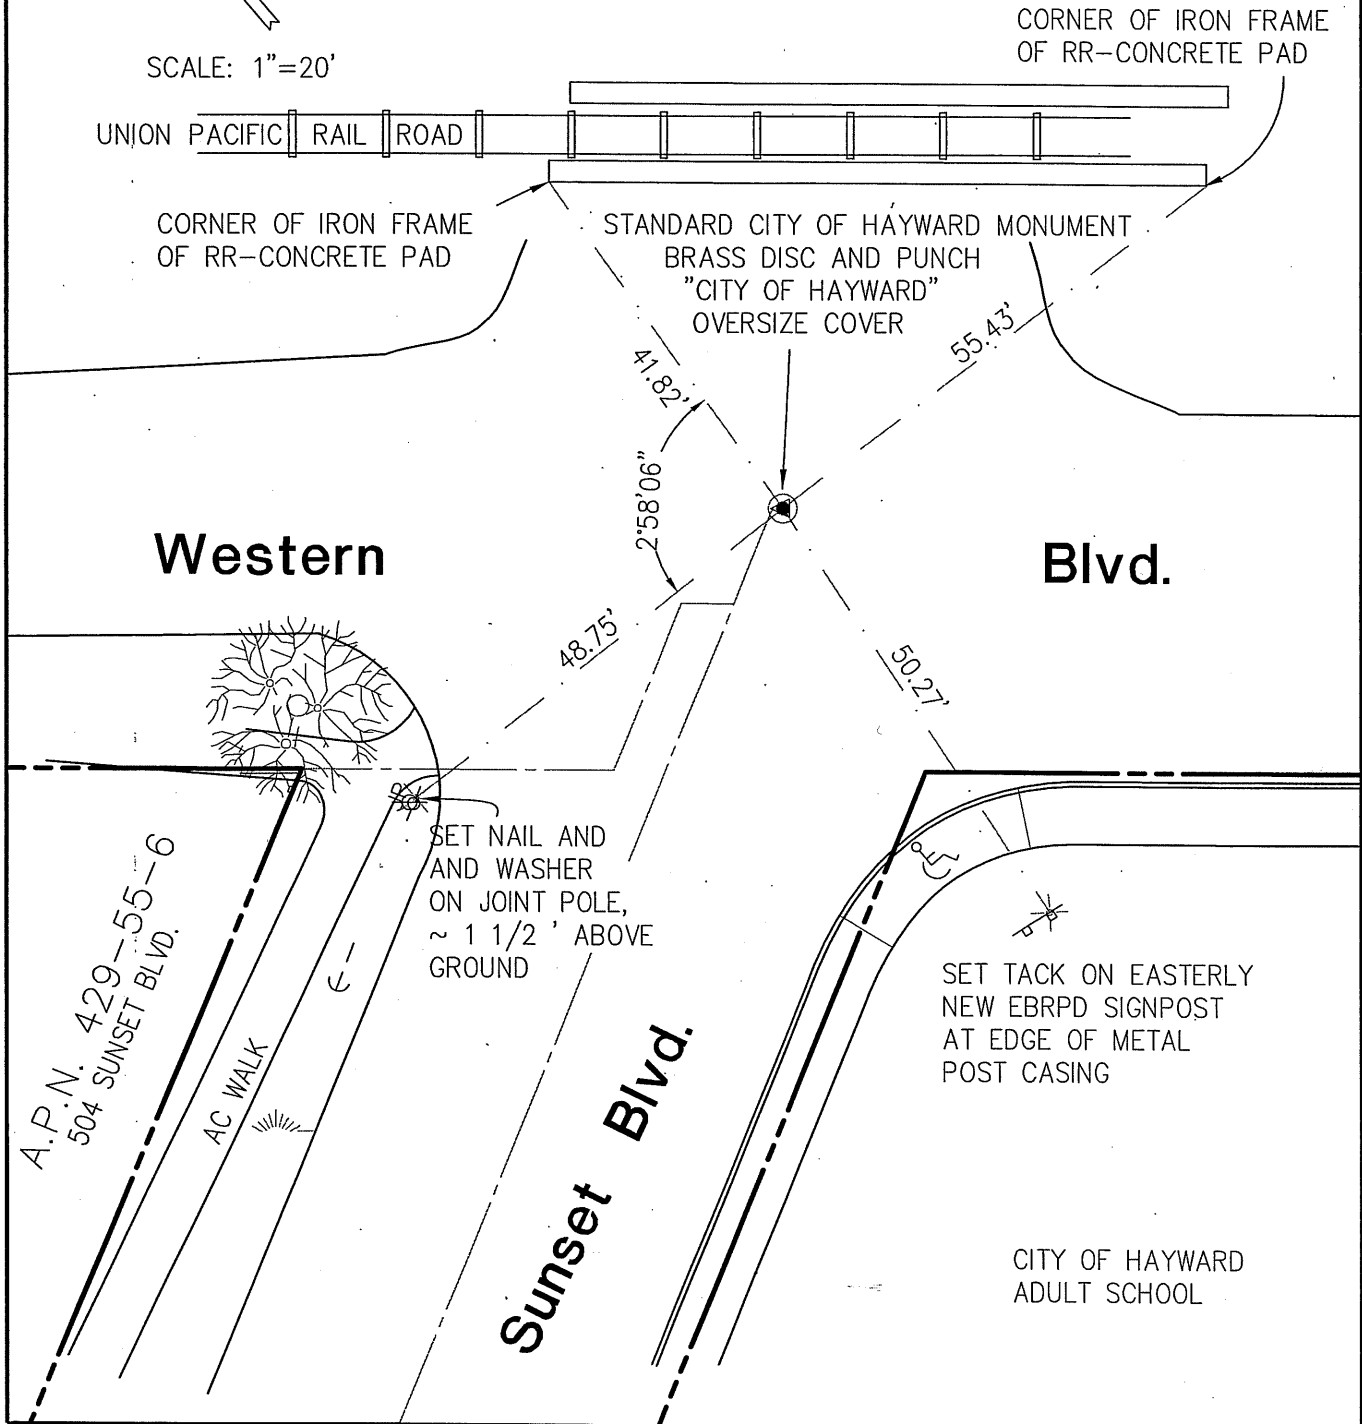 CORNER OF IRON FRAME
OF RR-CONCRETE PAD
SCALE: 1"=20'
UNION PACIFIC RAIL ROAD
CORNER OF IRON FRAME
OF RR-CONCRETE PAD
STANDARD CITY OF HAYWARD MONUMENT
BRASS DISC AND PUNCH
"CITY OF HAYWARD"
OVERSIZE COVER
41.82'
55.43'
2°58'06"
Western Blvd.
48.75'
50.27'
SET NAIL AND
AND WASHER
ON JOINT POLE,
~ 1 1/2 ' ABOVE
GROUND
A.P.N. 429-55-6
504 SUNSET BLVD.
AC WALK
Sunset Blvd.
SET TACK ON EASTERLY
NEW EBRPD SIGNPOST
AT EDGE OF METAL
POST CASING
CITY OF HAYWARD
ADULT SCHOOL